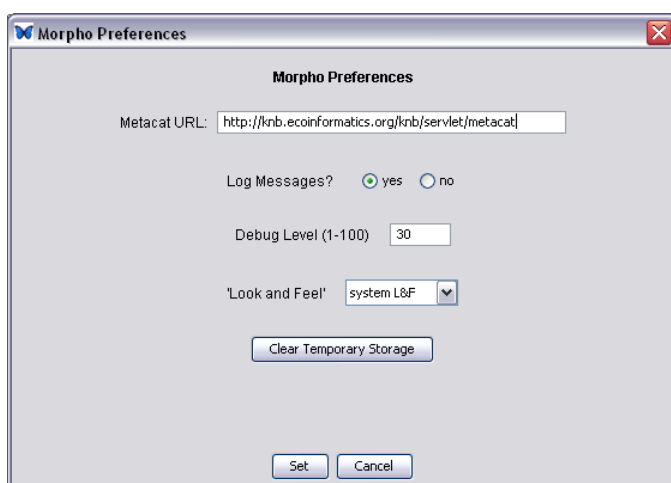 Morpho Preferences
Morpho Preferences
Metacat URL: http://knb.ecoinformatics.org/knb/servlet/metacat
Log Messages? yes no
Debug Level (1-100) 30
'Look and Feel' system L&F
Clear Temporary Storage
Set Cancel